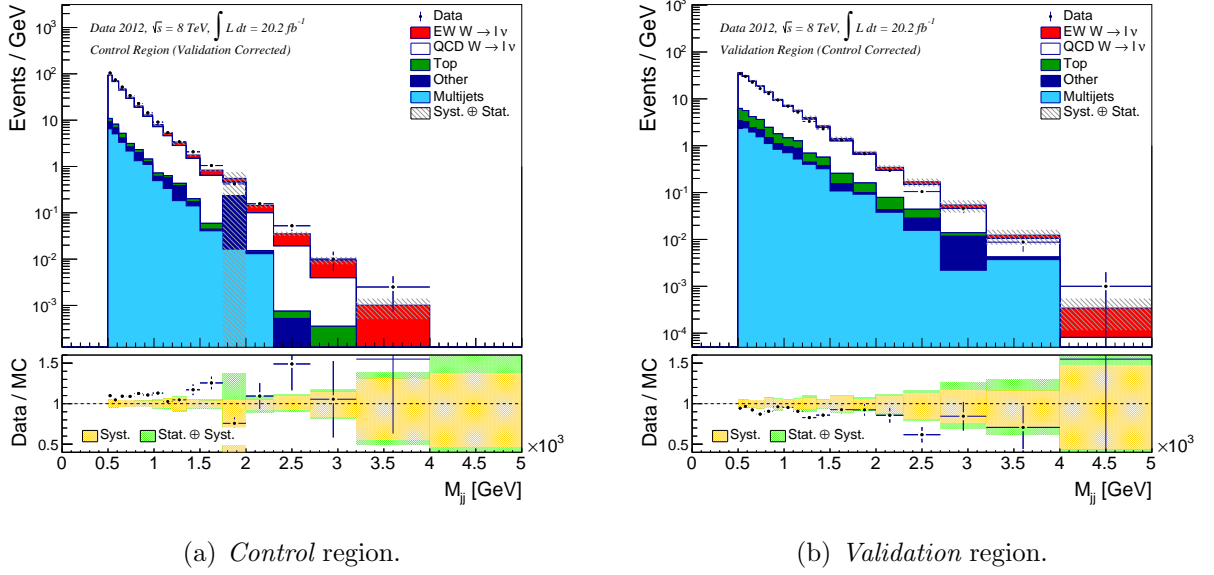 Data 2012, √s = 8 TeV, ∫ L dt = 20.2 fb⁻¹
Control Region (Validation Corrected)
Data
EW W → l ν
QCD W → l ν
Top
Other
Multijets
Syst. ⊕ Stat.
Events / GeV
10³
10²
10
1
10⁻¹
10⁻²
10⁻³
Data / MC
1.5
1
0.5
Syst.
Stat. ⊕ Syst.
0 0.5 1 1.5 2 2.5 3 3.5 4 4.5 5
×10³
M_jj [GeV]
(a) Control region.
Data 2012, √s = 8 TeV, ∫ L dt = 20.2 fb⁻¹
Validation Region (Control Corrected)
Data
EW W → l ν
QCD W → l ν
Top
Other
Multijets
Syst. ⊕ Stat.
Events / GeV
10³
10²
10
1
10⁻¹
10⁻²
10⁻³
10⁻⁴
Data / MC
1.5
1
0.5
Syst.
Stat. ⊕ Syst.
0 0.5 1 1.5 2 2.5 3 3.5 4 4.5 5
×10³
M_jj [GeV]
(b) Validation region.